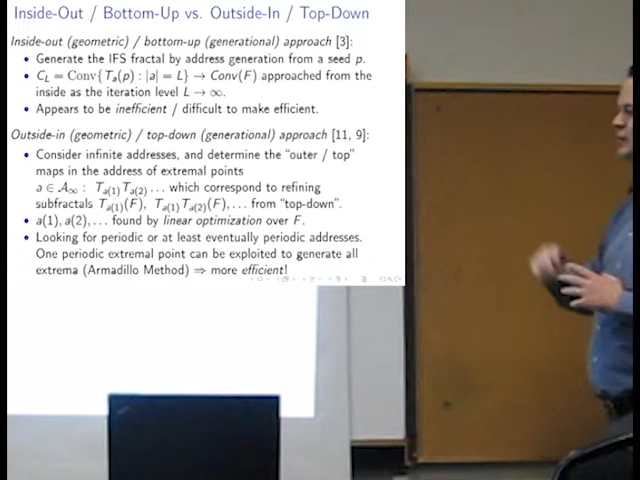 Inside-Out / Bottom-Up vs. Outside-In / Top-Down
Inside-out (geometric) / bottom-up (generational) approach [3]:
• Generate the IFS fractal by address generation from a seed p.
• C_L = Conv{T_a(p) : |a| = L} → Conv(F) approached from the
inside as the iteration level L → ∞.
• Appears to be inefficient / difficult to make efficient.
Outside-in (geometric) / top-down (generational) approach [11, 9]:
• Consider infinite addresses, and determine the "outer / top"
maps in the address of extremal points
a ∈ A_∞ : T_a(1) T_a(2) ... which correspond to refining
subfractals T_a(1)(F), T_a(1) T_a(2)(F), ... from "top-down".
• a(1), a(2), ... found by linear optimization over F.
• Looking for periodic or at least eventually periodic addresses.
One periodic extremal point can be exploited to generate all
extrema (Armadillo Method) ⇒ more efficient!